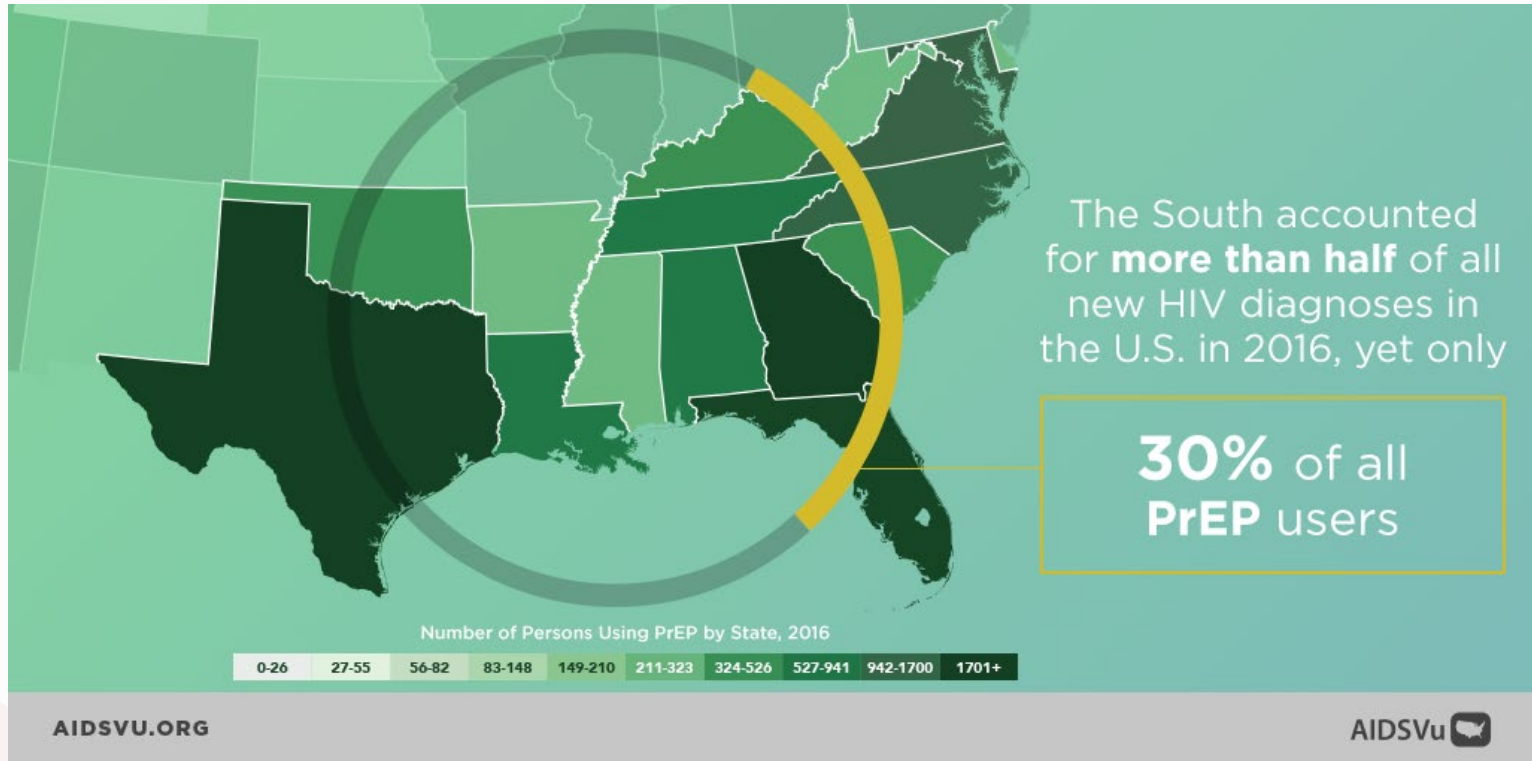 The South accounted
for more than half of all
new HIV diagnoses in
the U.S. in 2016, yet only
30% of all
PrEP users
Number of Persons Using PrEP by State, 2016
0-26 27-55 56-82 83-148 149-210 211-323 324-526 527-941 942-1700 1701+
AIDSVU.ORG
AIDSVu